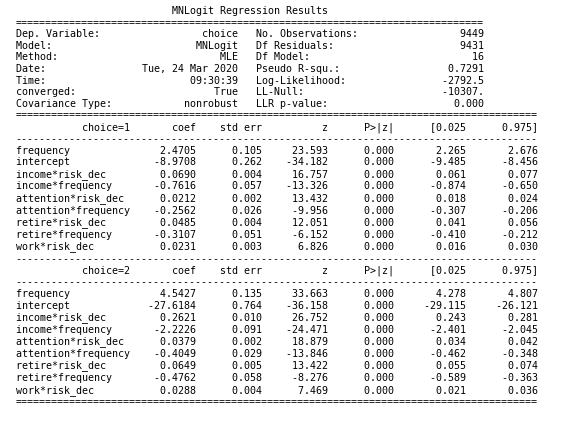 MNLogit Regression Results
==============================================================================
Dep. Variable:                 choice   No. Observations:                 9449
Model:                        MNLogit   Df Residuals:                     9431
Method:                           MLE   Df Model:                           16
Date:                Tue, 24 Mar 2020   Pseudo R-squ.:                  0.7291
Time:                        09:30:39   Log-Likelihood:                -2792.5
converged:                       True   LL-Null:                       -10307.
Covariance Type:            nonrobust   LLR p-value:                     0.000
=======================================================================================
           choice=1       coef    std err          z      P>|z|      [0.025      0.975]
---------------------------------------------------------------------------------------
frequency               2.4705      0.105     23.593      0.000       2.265       2.676
intercept              -8.9708      0.262    -34.182      0.000      -9.485      -8.456
income*risk_dec         0.0690      0.004     16.757      0.000       0.061       0.077
income*frequency       -0.7616      0.057    -13.326      0.000      -0.874      -0.650
attention*risk_dec      0.0212      0.002     13.432      0.000       0.018       0.024
attention*frequency    -0.2562      0.026     -9.956      0.000      -0.307      -0.206
retire*risk_dec         0.0485      0.004     12.051      0.000       0.041       0.056
retire*frequency       -0.3107      0.051     -6.152      0.000      -0.410      -0.212
work*risk_dec           0.0231      0.003      6.826      0.000       0.016       0.030
---------------------------------------------------------------------------------------
           choice=2       coef    std err          z      P>|z|      [0.025      0.975]
---------------------------------------------------------------------------------------
frequency               4.5427      0.135     33.663      0.000       4.278       4.807
intercept             -27.6184      0.764    -36.158      0.000     -29.115     -26.121
income*risk_dec         0.2621      0.010     26.752      0.000       0.243       0.281
income*frequency       -2.2226      0.091    -24.471      0.000      -2.401      -2.045
attention*risk_dec      0.0379      0.002     18.879      0.000       0.034       0.042
attention*frequency    -0.4049      0.029    -13.846      0.000      -0.462      -0.348
retire*risk_dec         0.0649      0.005     13.422      0.000       0.055       0.074
retire*frequency       -0.4762      0.058     -8.276      0.000      -0.589      -0.363
work*risk_dec           0.0288      0.004      7.469      0.000       0.021       0.036
=======================================================================================